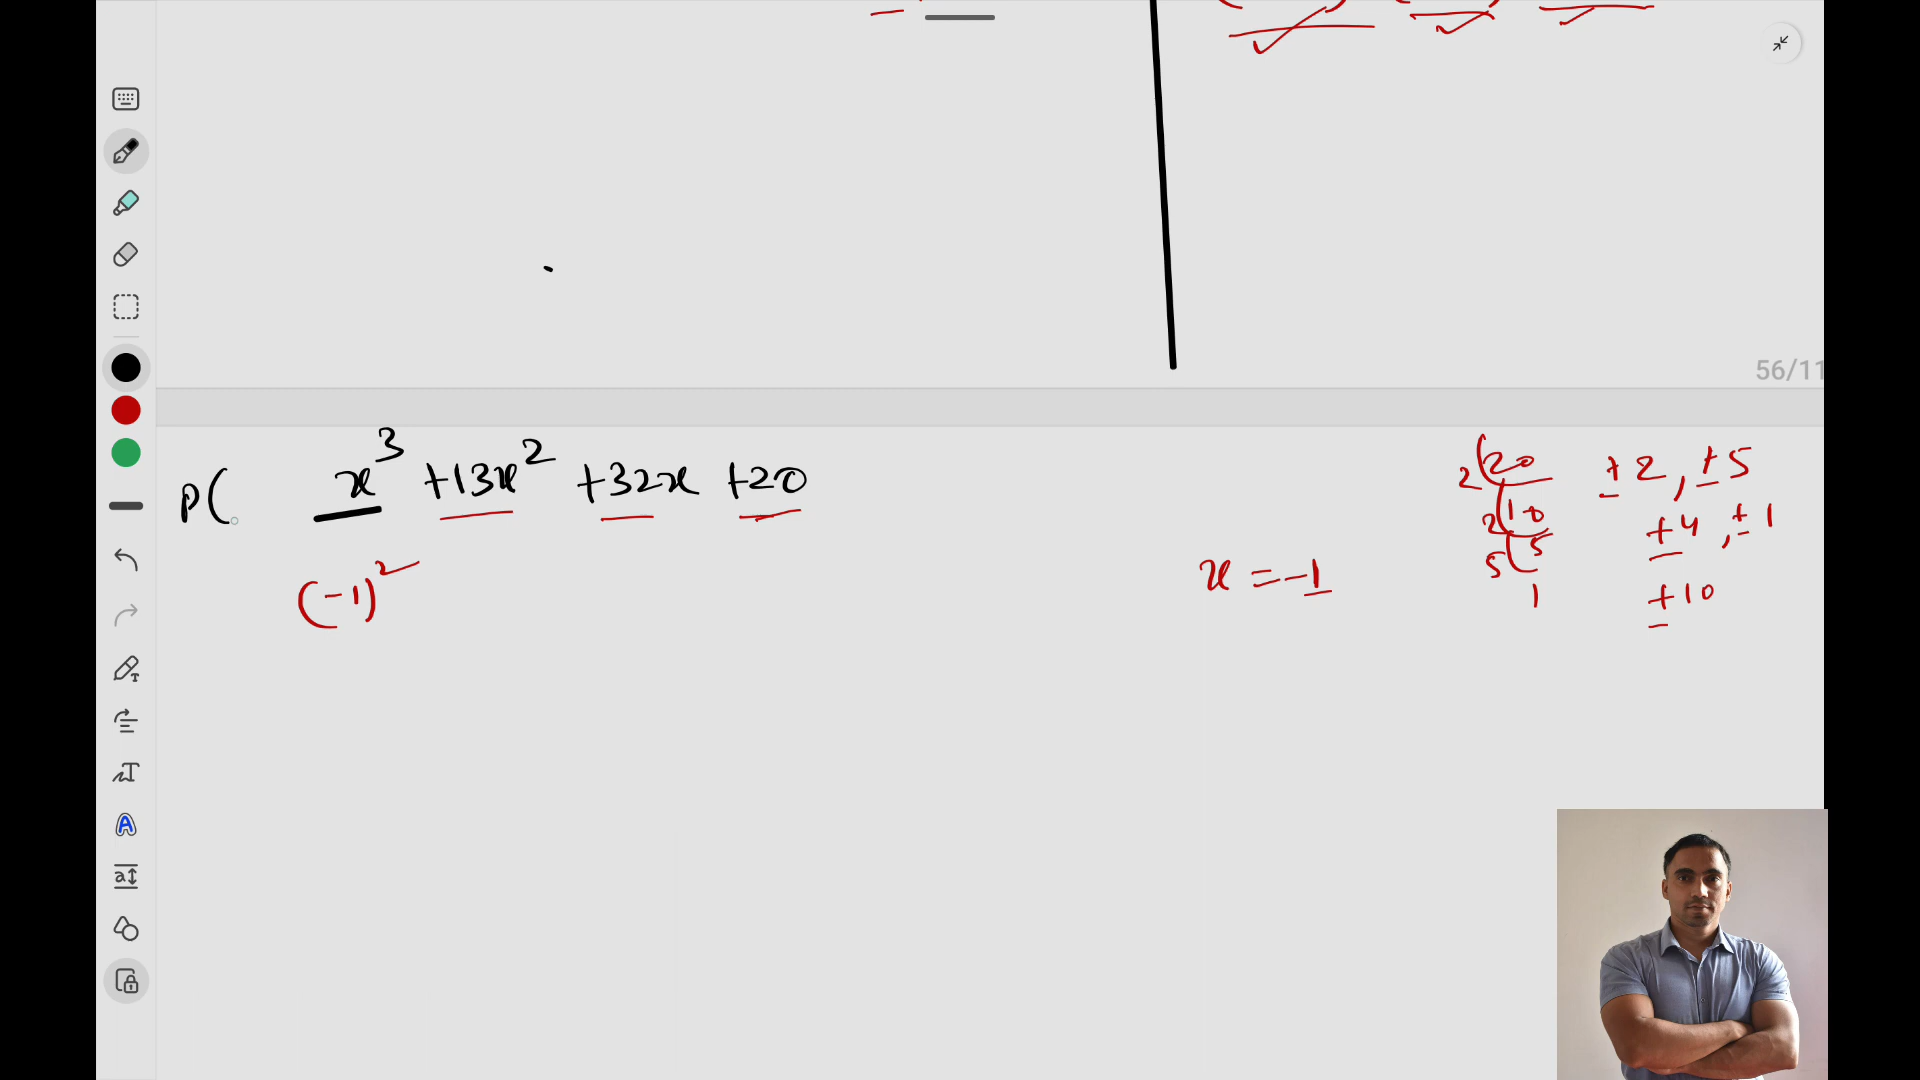 56/11
P( x³ +13x² +32x +20
(-1)²
x = -1
2(20
2(10
5(5
1
± 2, ± 5
± 4, ± 1
± 10